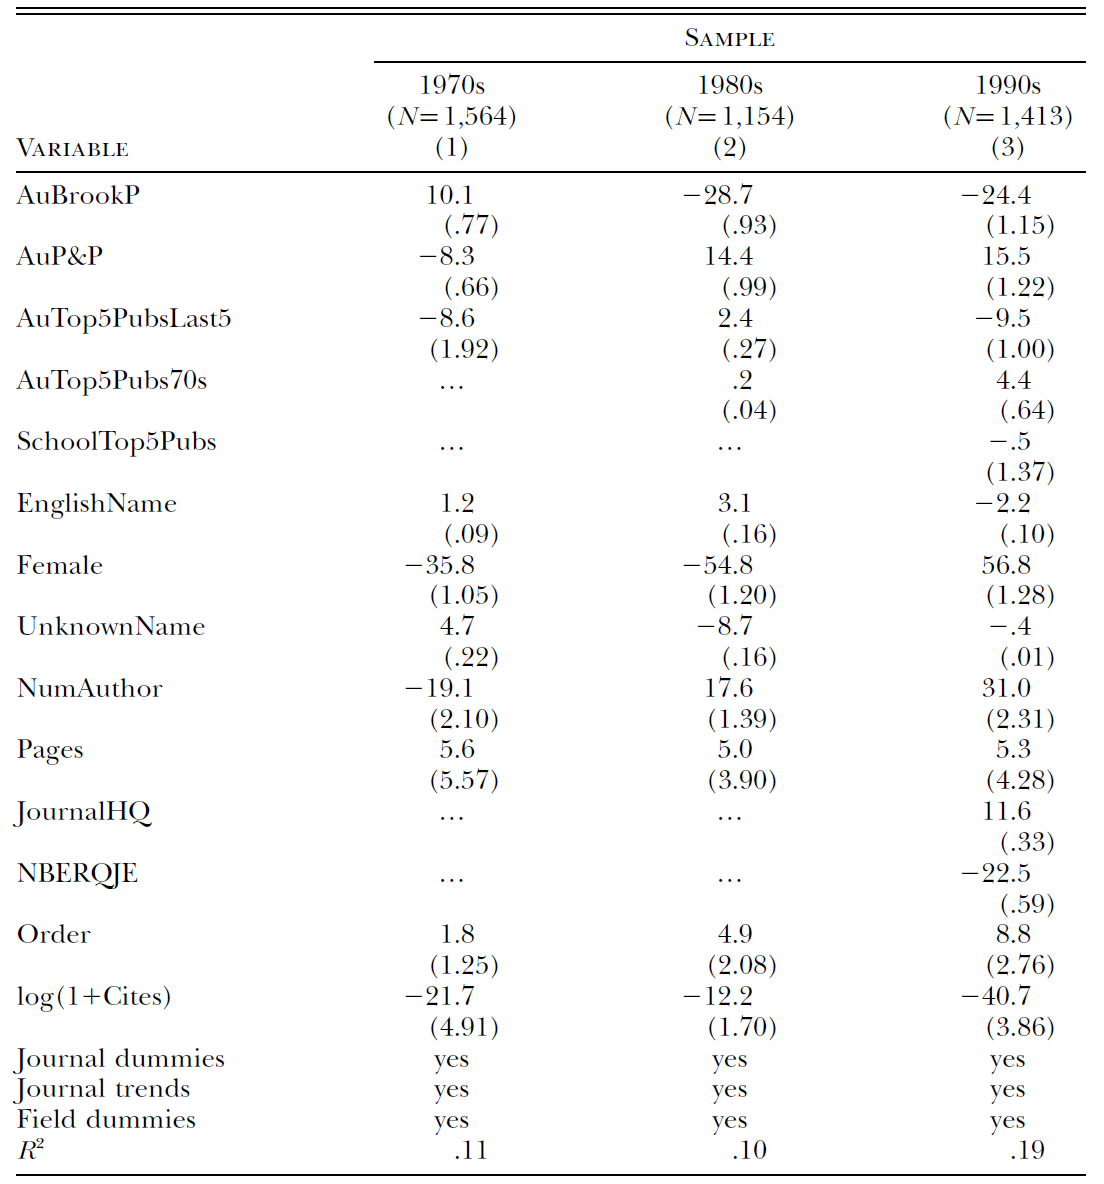 SAMPLE
1970s 1980s 1990s
(N=1,564) (N=1,154) (N=1,413)
VARIABLE (1) (2) (3)
AuBrookP 10.1 −28.7 −24.4
(.77) (.93) (1.15)
AuP&P −8.3 14.4 15.5
(.66) (.99) (1.22)
AuTop5PubsLast5 −8.6 2.4 −9.5
(1.92) (.27) (1.00)
AuTop5Pubs70s ... .2 4.4
(.04) (.64)
SchoolTop5Pubs ... ... −.5
(1.37)
EnglishName 1.2 3.1 −2.2
(.09) (.16) (.10)
Female −35.8 −54.8 56.8
(1.05) (1.20) (1.28)
UnknownName 4.7 −8.7 −.4
(.22) (.16) (.01)
NumAuthor −19.1 17.6 31.0
(2.10) (1.39) (2.31)
Pages 5.6 5.0 5.3
(5.57) (3.90) (4.28)
JournalHQ ... ... 11.6
(.33)
NBERQJE ... ... −22.5
(.59)
Order 1.8 4.9 8.8
(1.25) (2.08) (2.76)
log(1+Cites) −21.7 −12.2 −40.7
(4.91) (1.70) (3.86)
Journal dummies yes yes yes
Journal trends yes yes yes
Field dummies yes yes yes
R² .11 .10 .19